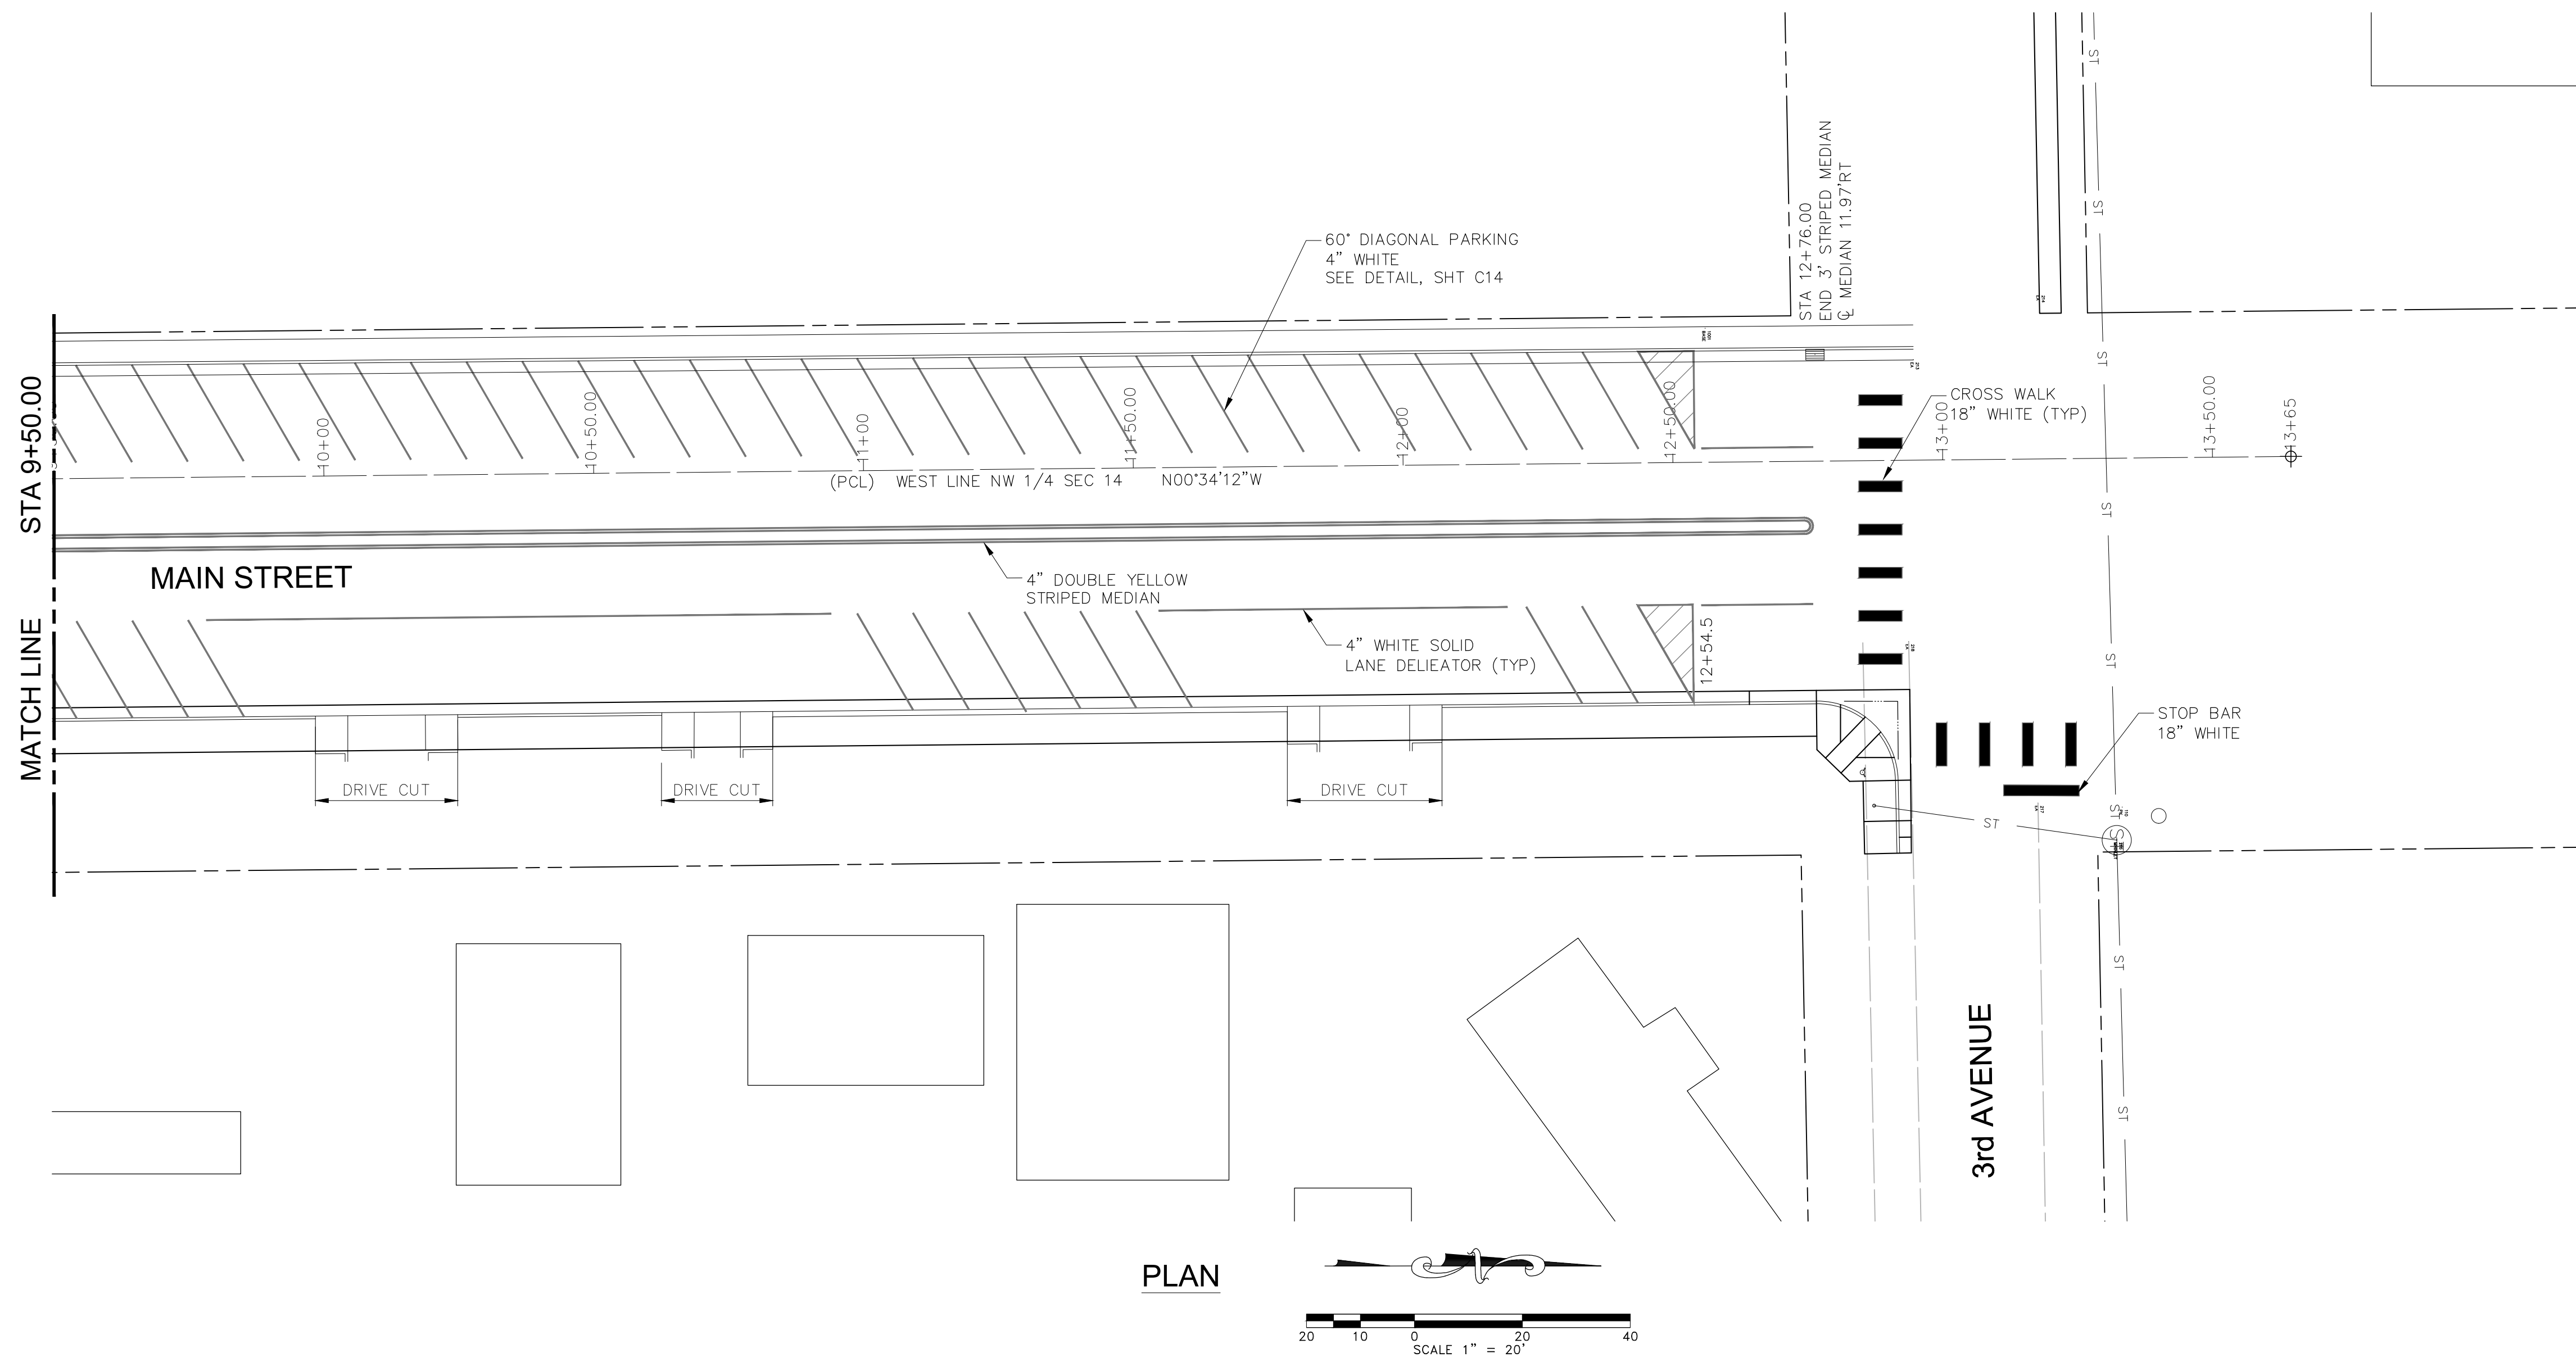 ST
ST
STA 12+76.00
END 3' STRIPED MEDIAN
℄ MEDIAN 11.97'RT
60° DIAGONAL PARKING
4" WHITE
SEE DETAIL, SHT C14
ST
STA 9+50.00
10+00
10+50.00
11+00
11+50.00
12+00
12+50.00
13+00
13+50.00
13+65
CROSS WALK
18" WHITE (TYP)
(PCL) WEST LINE NW 1/4 SEC 14 N00°34'12"W
ST
MAIN STREET
4" DOUBLE YELLOW
STRIPED MEDIAN
MATCH LINE
4" WHITE SOLID
LANE DELIEATOR (TYP)
12+54.5
ST
STOP BAR
18" WHITE
DRIVE CUT
DRIVE CUT
DRIVE CUT
ST
ST
ST
ST
3rd AVENUE
ST
PLAN
20 10 0 20 40
SCALE 1" = 20'